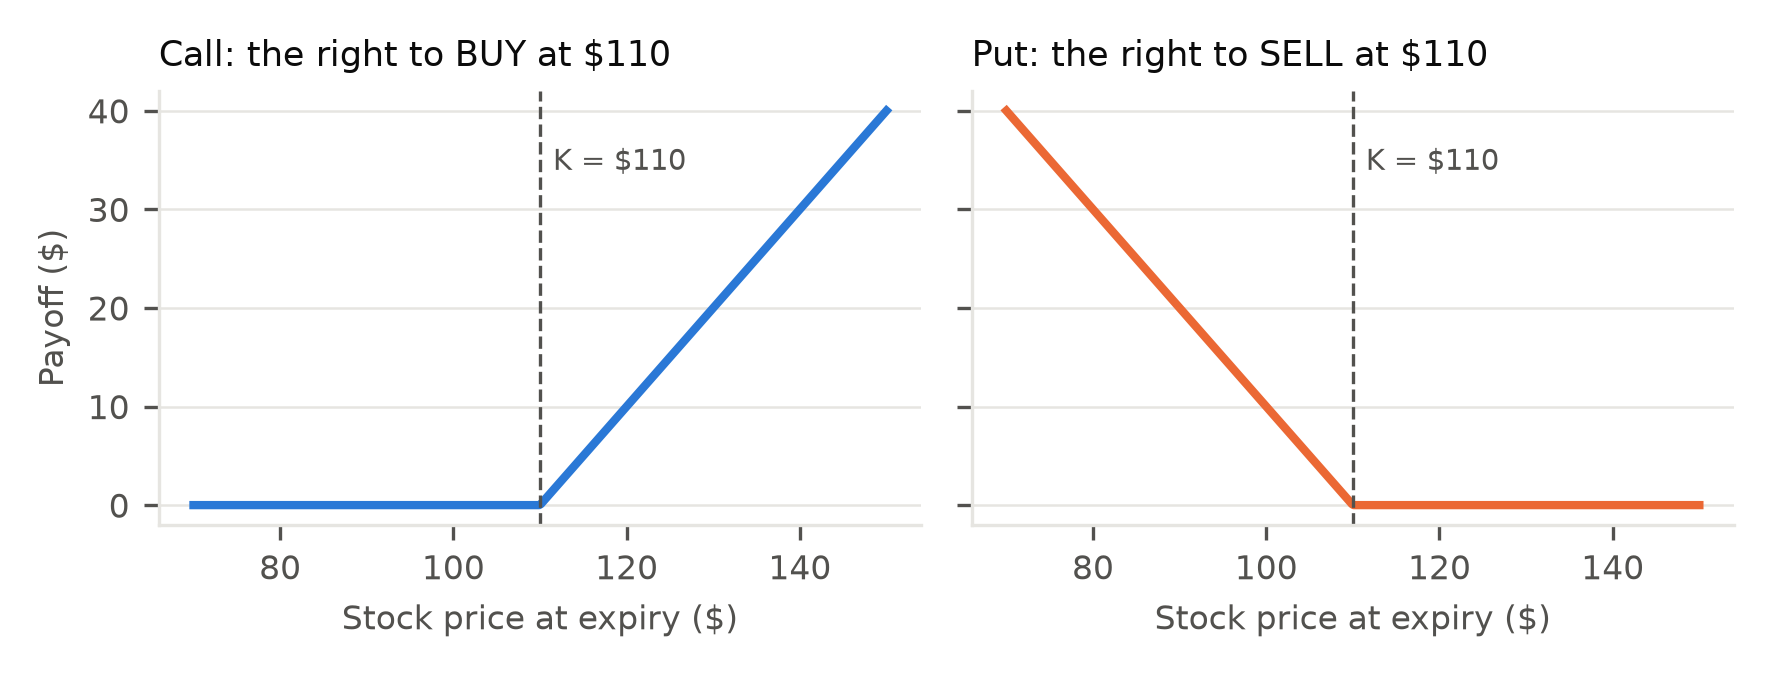 Call: the right to BUY at $110
Payoff ($)
40
30
20
10
0
K = $110
80 100 120 140
Stock price at expiry ($)
Put: the right to SELL at $110
K = $110
80 100 120 140
Stock price at expiry ($)